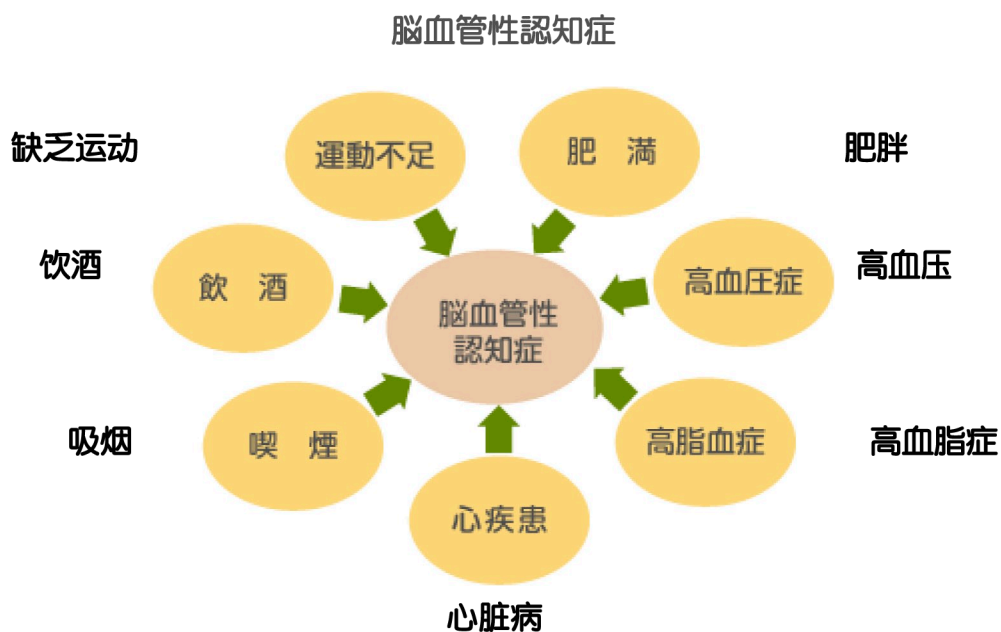 脳血管性認知症
缺乏运动
運動不足
肥　満
肥胖
饮酒
飲　酒
高血圧症
高血压
脳血管性
認知症
吸烟
喫　煙
高脂血症
高血脂症
心疾患
心脏病